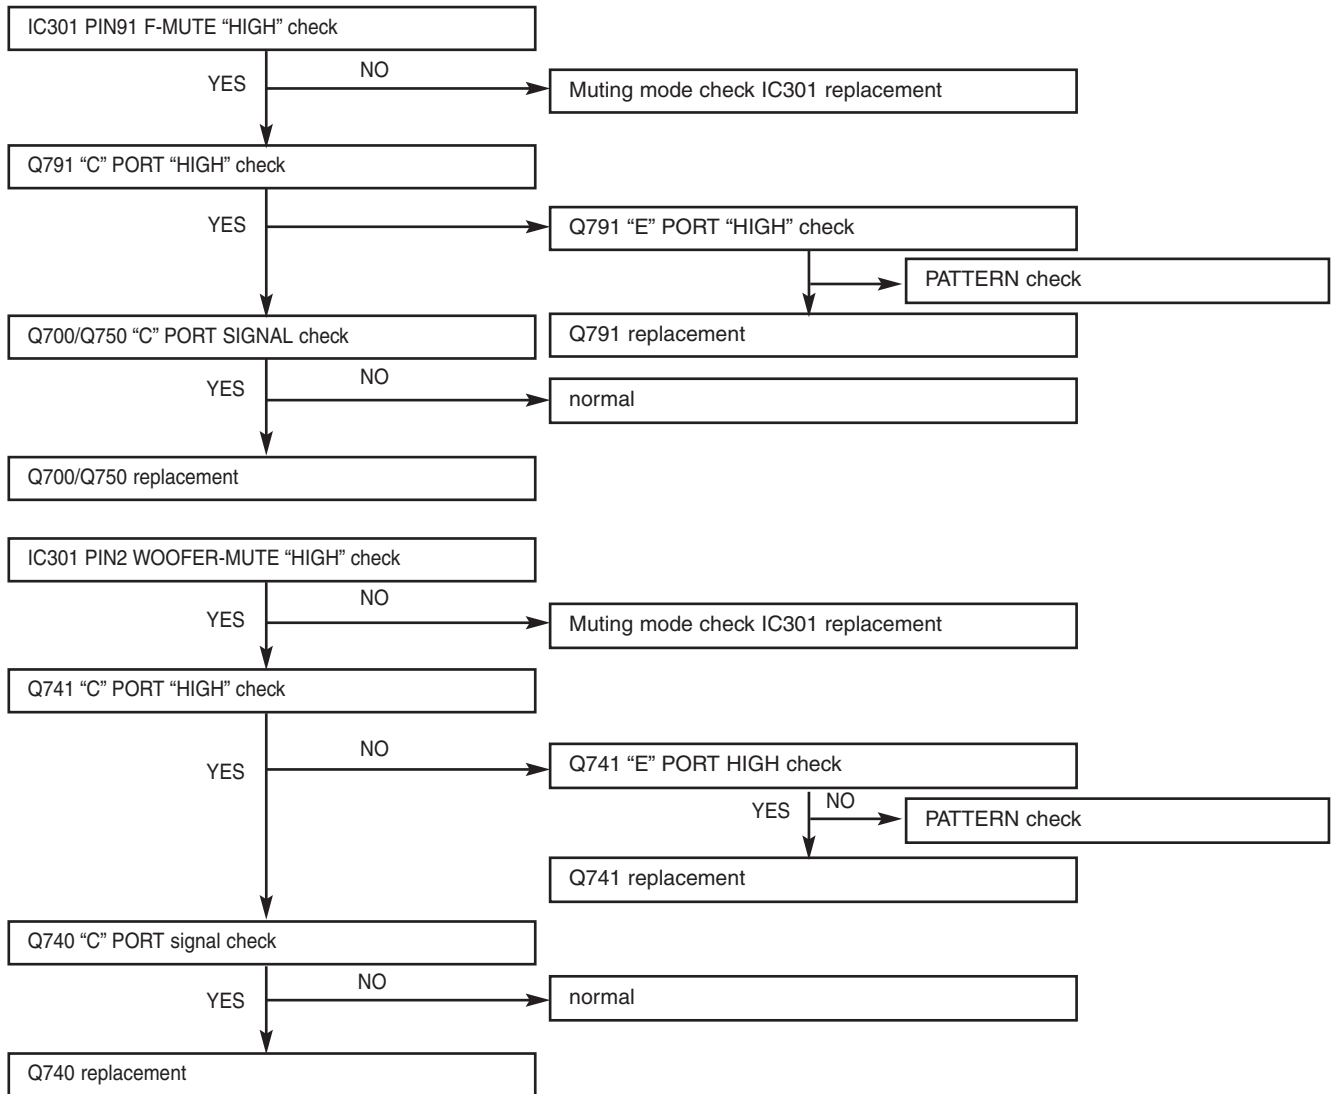 IC301 PIN91 F-MUTE “HIGH” check
YES
NO
Muting mode check IC301 replacement
Q791 “C” PORT “HIGH” check
YES
Q791 “E” PORT “HIGH” check
PATTERN check
Q700/Q750 “C” PORT SIGNAL check
Q791 replacement
YES
NO
normal
Q700/Q750 replacement
IC301 PIN2 WOOFER-MUTE “HIGH” check
YES
NO
Muting mode check IC301 replacement
Q741 “C” PORT “HIGH” check
YES
NO
Q741 “E” PORT HIGH check
YES
NO
PATTERN check
Q741 replacement
Q740 “C” PORT signal check
YES
NO
normal
Q740 replacement